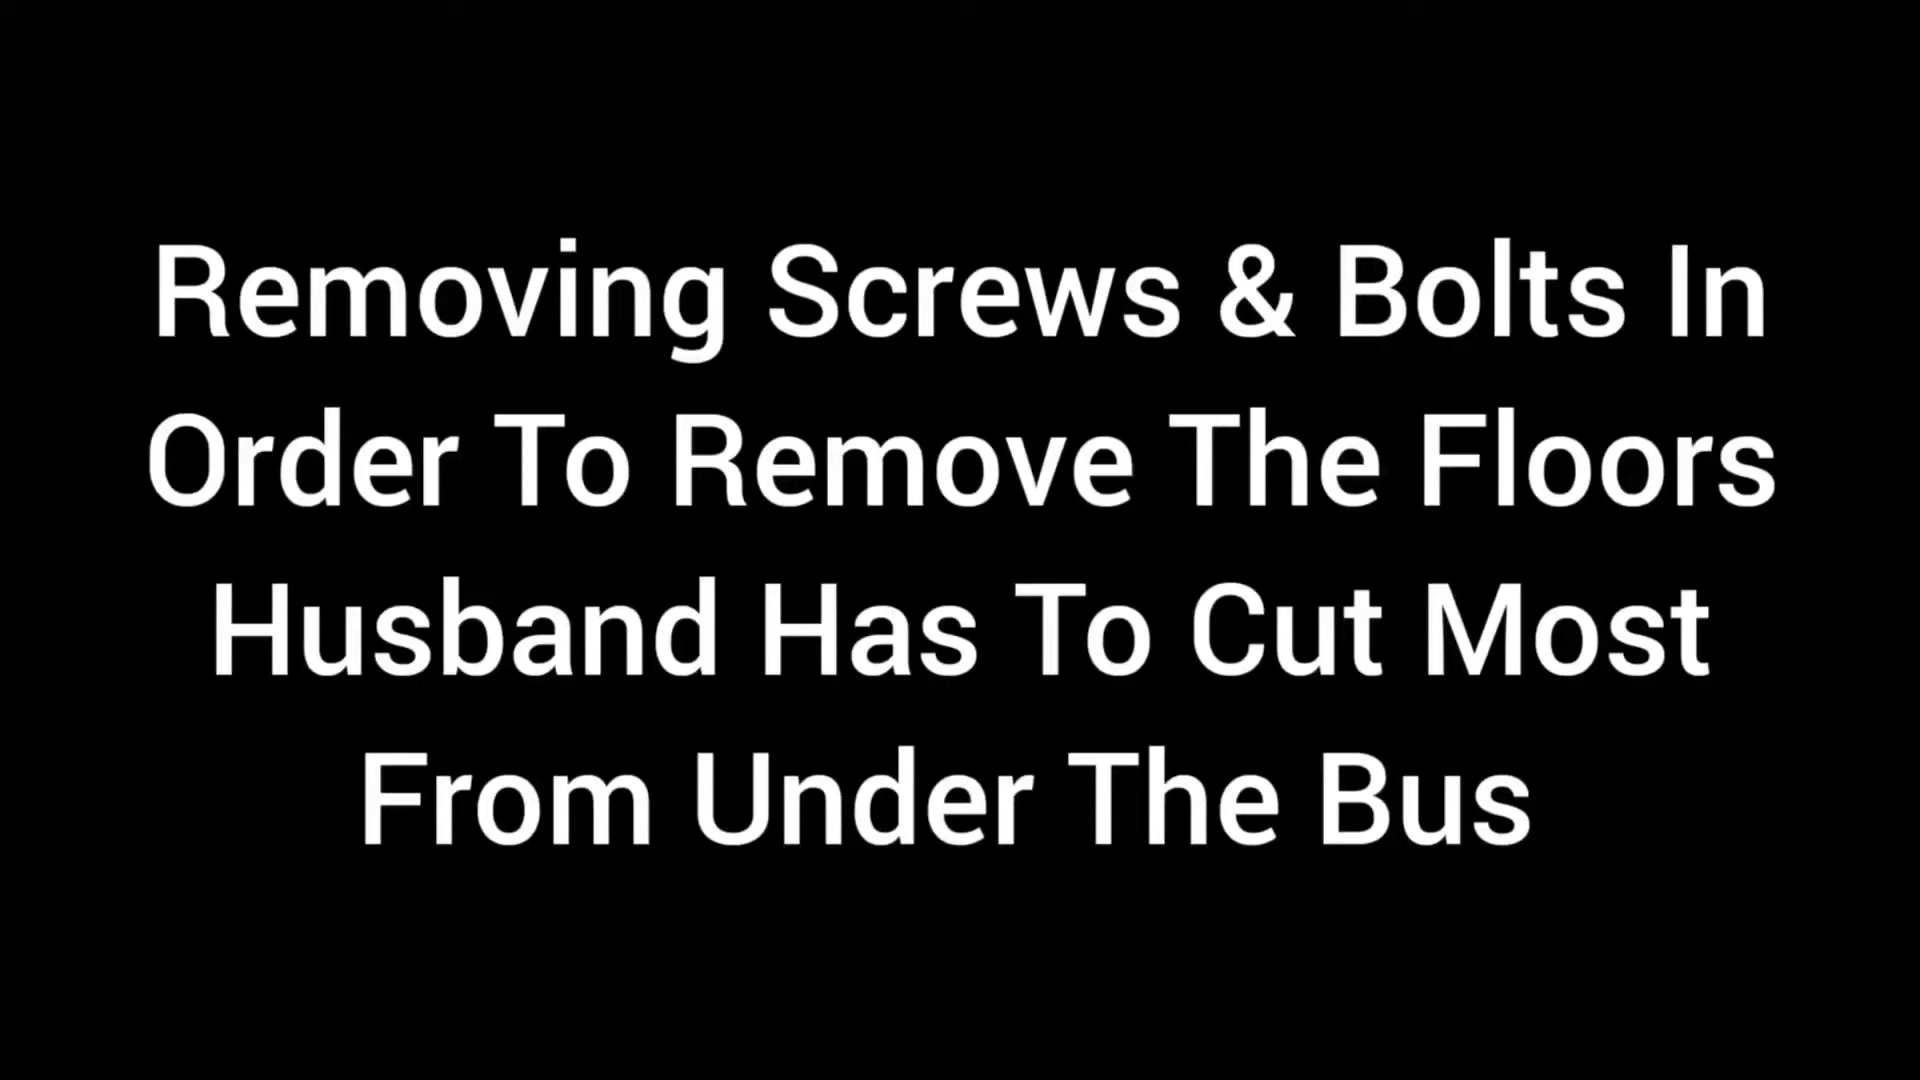 Removing Screws & Bolts In
Order To Remove The Floors
Husband Has To Cut Most
From Under The Bus